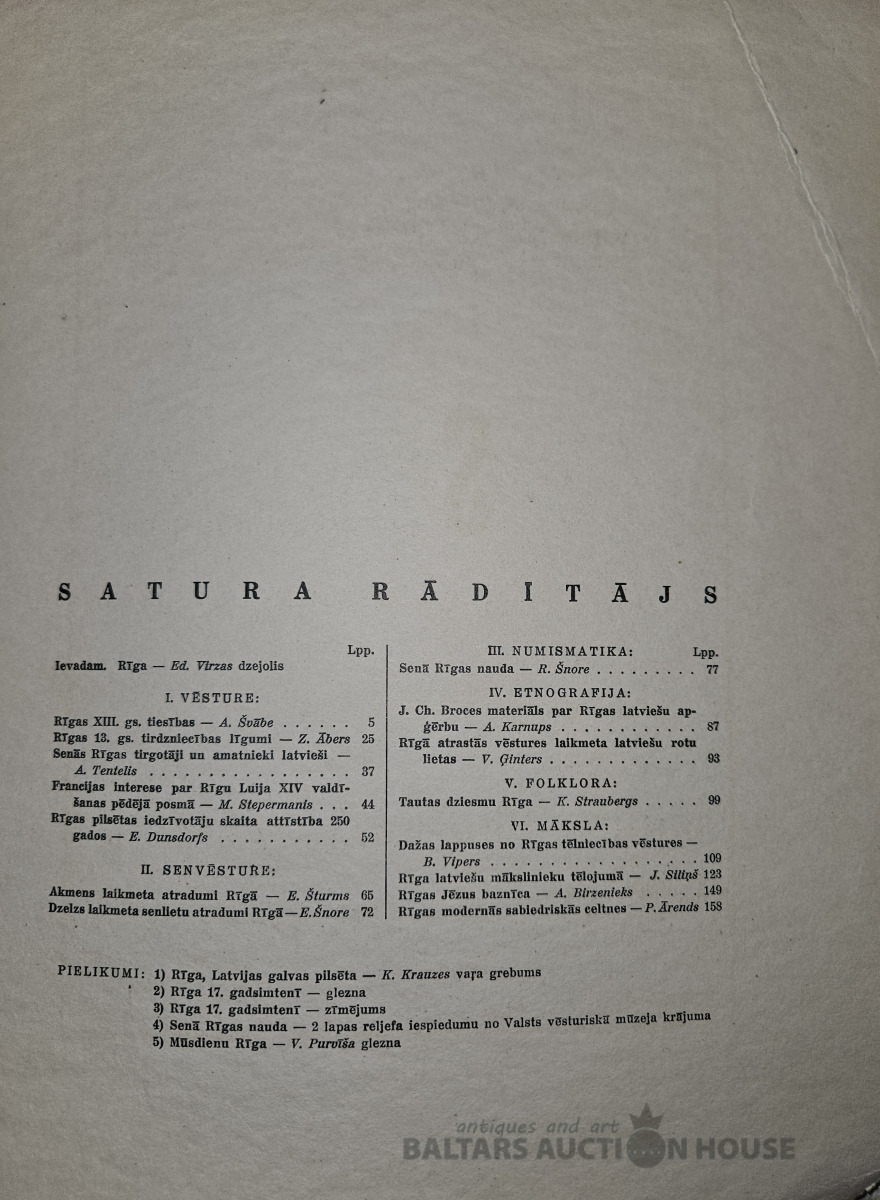 SATURA RĀDĪTĀJS
Lpp.
Ievadam. Rīga — Ed. Virzas dzejolis
I. VĒSTURE:
Rīgas XIII. gs. tiesības — A. Švābe . . . . . . 5
Rīgas 13. gs. tirdzniecības līgumi — Z. Ābers 25
Senās Rīgas tirgotāji un amatnieki latvieši —
A. Tentelis . . . . . . . . . . . . . . . . . 37
Francijas interese par Rīgu Luija XIV valdī-
šanas pēdējā posmā — M. Stepermanis . . . 44
Rīgas pilsētas iedzīvotāju skaita attīstība 250
gados — E. Dunsdorfs . . . . . . . . . . . 52
II. SENVĒSTURE:
Akmens laikmeta atradumi Rīgā — E. Šturms 65
Dzelzs laikmeta senlietu atradumi Rīgā — E. Šnore 72
III. NUMISMATIKA: Lpp.
Senā Rīgas nauda — R. Šnore . . . . . . . . . 77
IV. ETNOGRAFIJA:
J. Ch. Broces materiāls par Rīgas latviešu ap-
ģērbu — A. Karnups . . . . . . . . . . . 87
Rīgā atrastās vēstures laikmeta latviešu rotu
lietas — V. Ģinters . . . . . . . . . . . . . 93
V. FOLKLORA:
Tautas dziesmu Rīga — K. Straubergs . . . . . 99
VI. MĀKSLA:
Dažas lappuses no Rīgas tēlniecības vēstures —
B. Vipers . . . . . . . . . . . . . . . . . . 109
Rīga latviešu mākslinieku tēlojumā — J. Siliņš 123
Rīgas Jēzus baznīca — A. Birzenieks . . . . . 149
Rīgas modernās sabiedriskās celtnes — P. Ārends 158
PIELIKUMI: 1) Rīga, Latvijas galvas pilsēta — K. Krauzes vaŗa grebums
2) Rīga 17. gadsimtenī — glezna
3) Rīga 17. gadsimtenī — zīmējums
4) Senā Rīgas nauda — 2 lapas reljefa iespiedumu no Valsts vēsturiskā mūzeja krājuma
5) Mūsdienu Rīga — V. Purvīša glezna
antiques and art
BALTARS AUCTION HOUSE